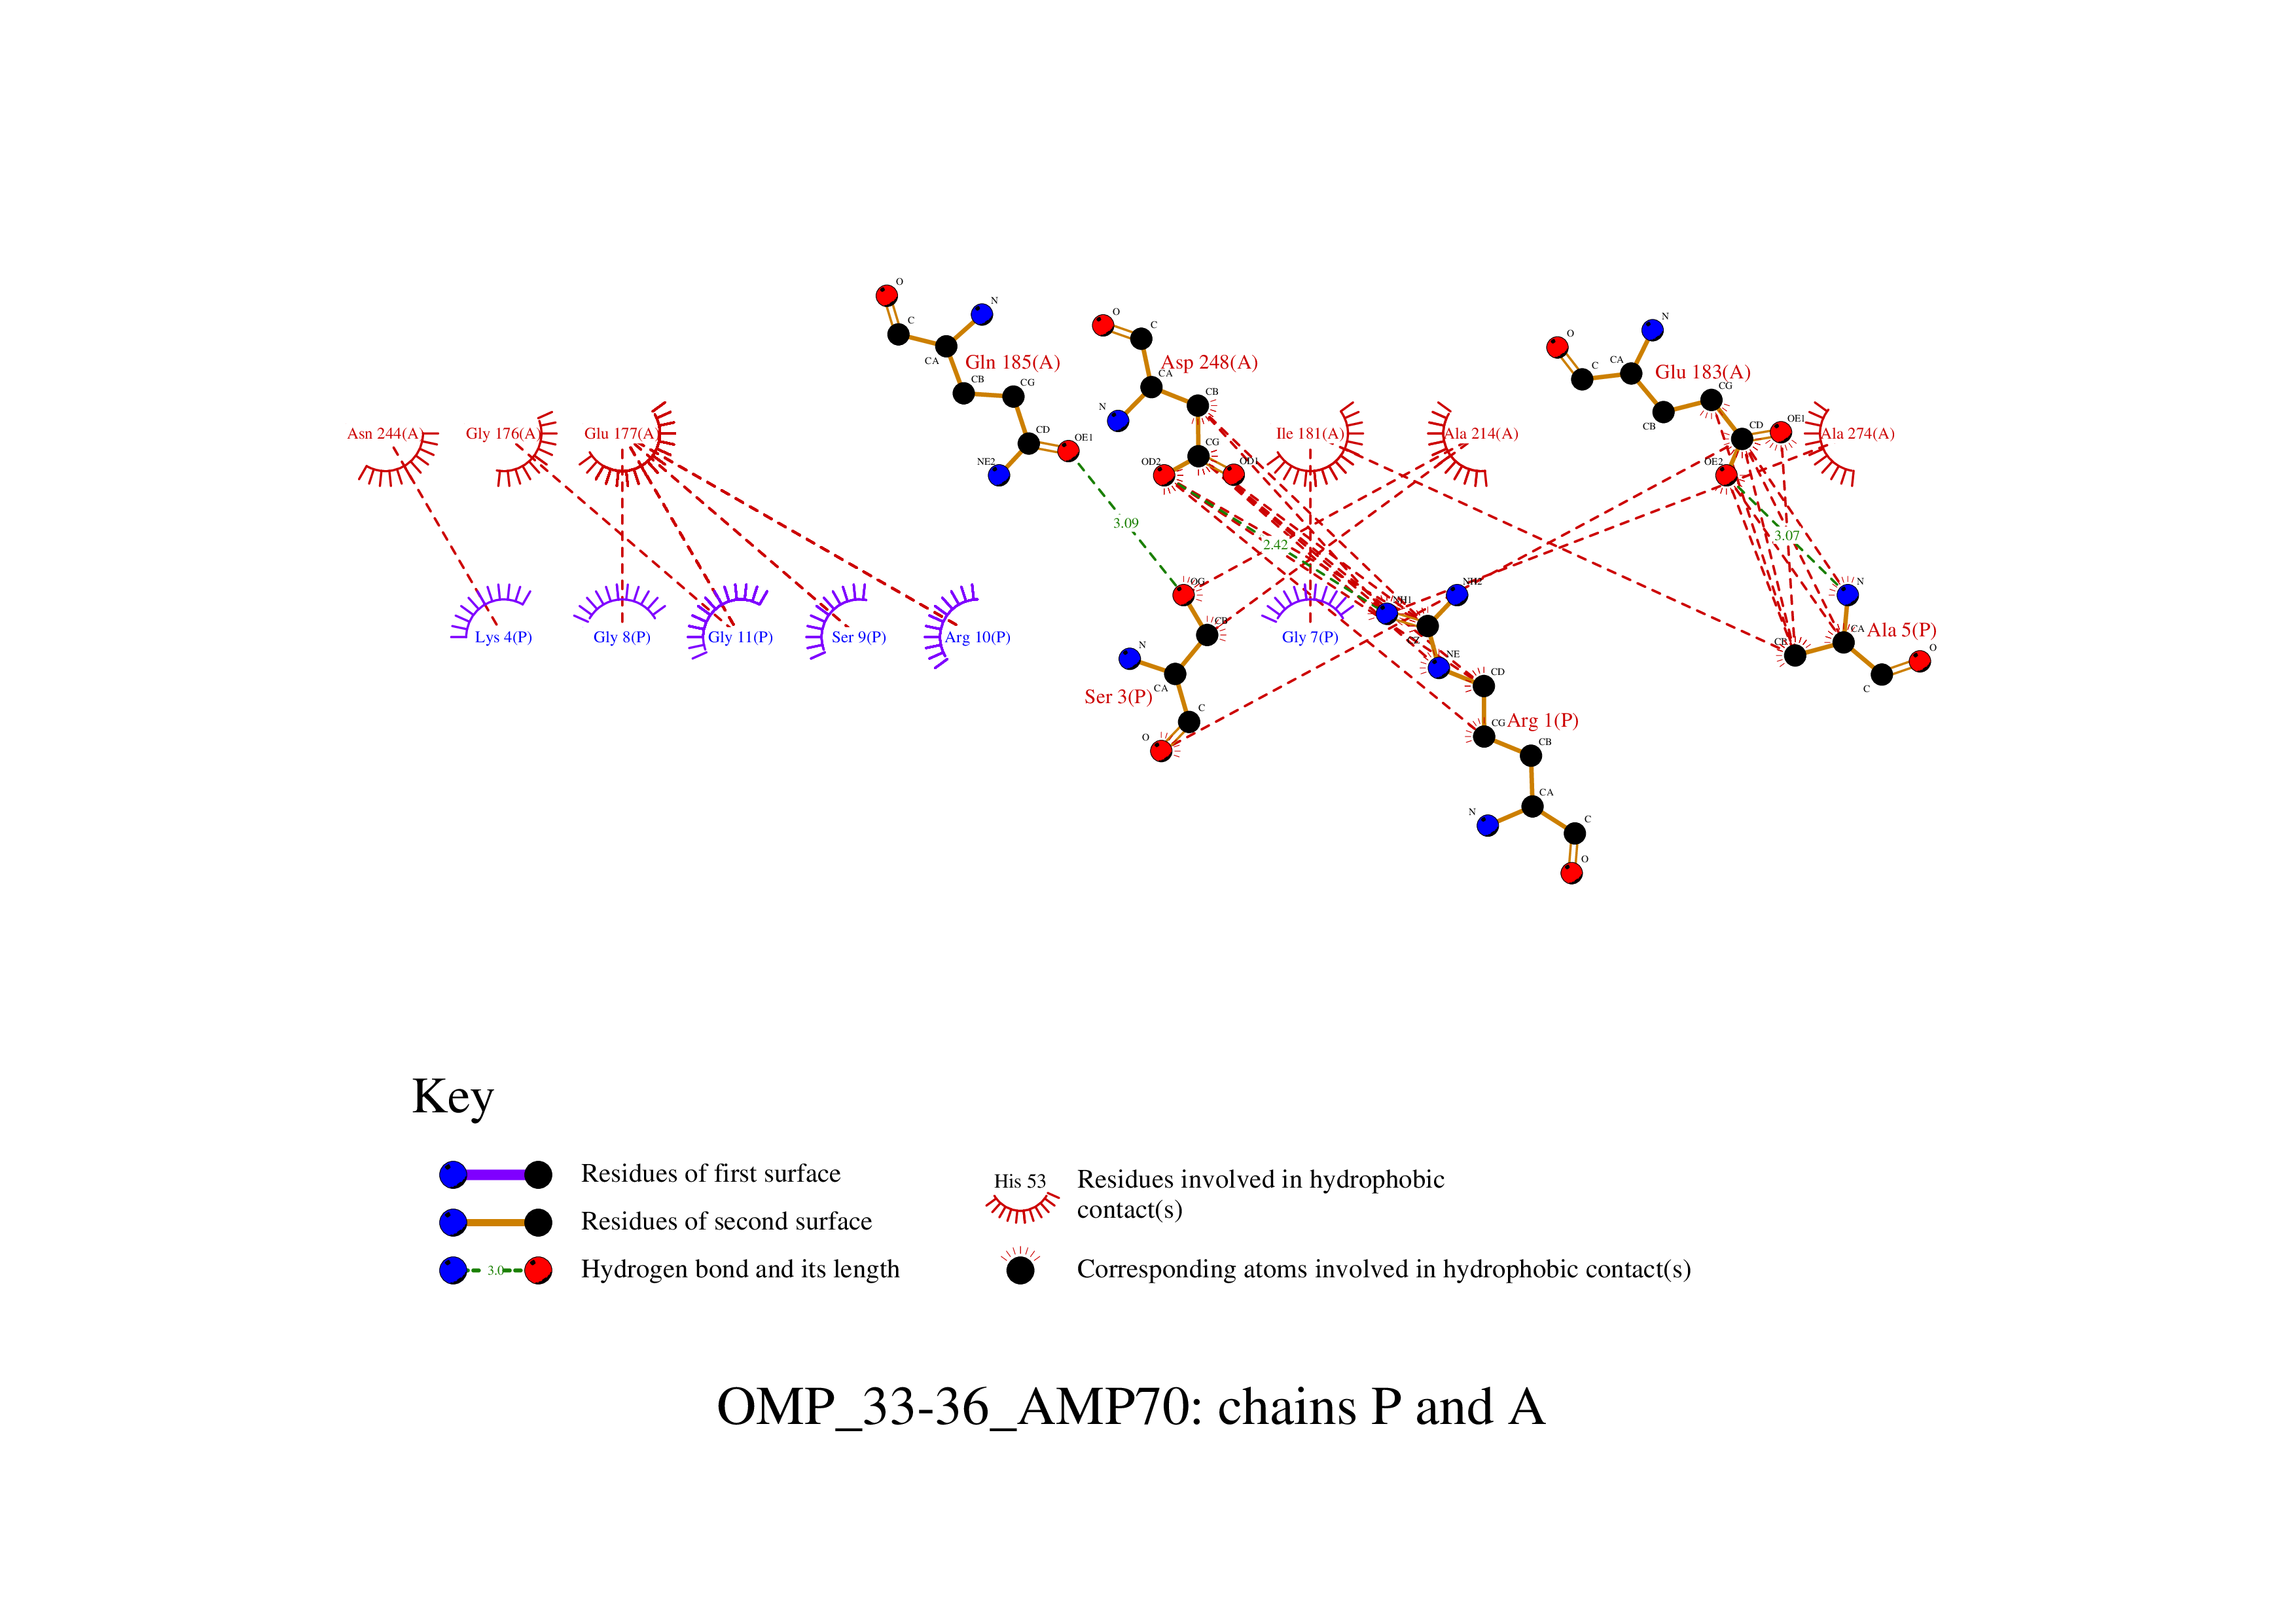 O
N
C
CA
Gln 185(A)
CB
CG
CD
OE1
NE2
3.09
O
C
Asp 248(A)
CA
N
CB
CG
OD2
OD1
2.42
O
N
C
CA
Glu 183(A)
CG
CB
CD
OE1
OE2
3.07
Asn 244(A)
Gly 176(A)
Glu 177(A)
Ile 181(A)
Ala 214(A)
Ala 274(A)
Lys 4(P)
Gly 8(P)
Gly 11(P)
Ser 9(P)
Arg 10(P)
Gly 7(P)
OG
CB
N
CA
Ser 3(P)
C
O
NH2
NH1
CZ
NE
CD
CG
Arg 1(P)
CB
CA
N
C
O
N
CA
Ala 5(P)
CB
O
C
Key
Residues of first surface
Residues of second surface
3.0
Hydrogen bond and its length
His 53
Residues involved in hydrophobic
contact(s)
Corresponding atoms involved in hydrophobic contact(s)
OMP_33-36_AMP70: chains P and A